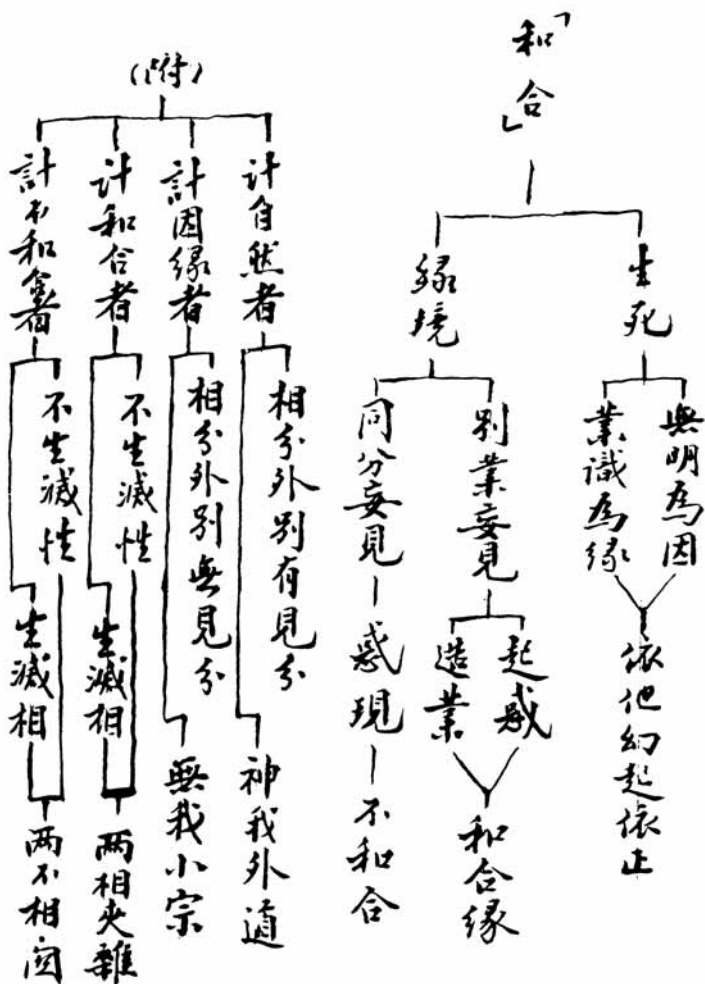 「和合」
生死
無明為因
業識為緣
依他幻起依正
緣境
別業妄見
起惑
造業
和合緣
同分妄見
感現
不和合
(附)
计自然者
相分外別有見分
神我外道
計因緣者
相分外別無見分
無我小宗
计和合者
不生滅性
生滅相
兩相夾雜
計不和合者
不生滅性
生滅相
兩不相関